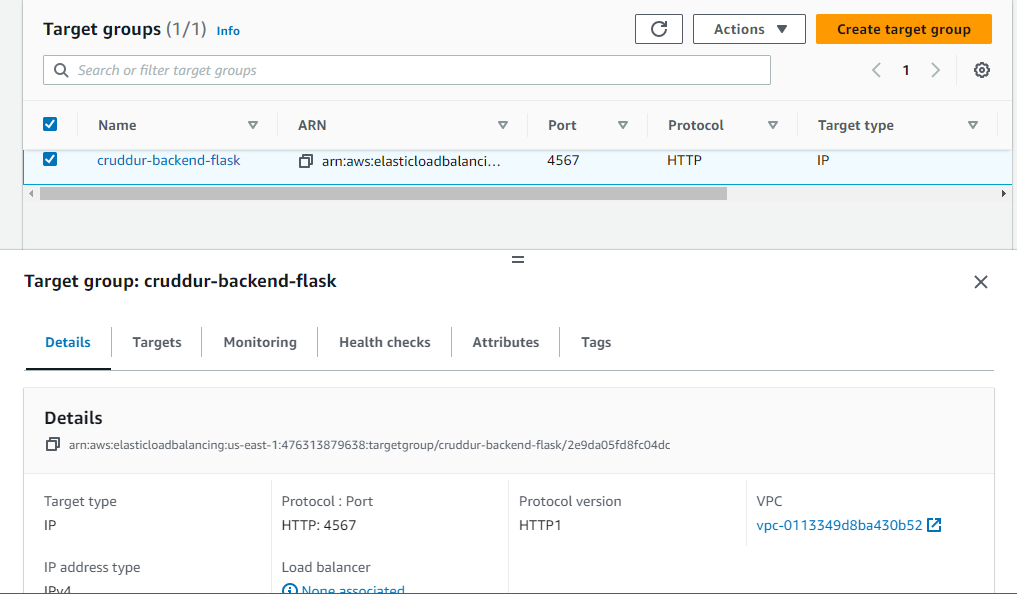 Target groups (1/1) Info
Actions
Create target group
Search or filter target groups
1
Name ARN Port Protocol Target type
cruddur-backend-flask arn:aws:elasticloadbalanci... 4567 HTTP IP
Target group: cruddur-backend-flask
Details Targets Monitoring Health checks Attributes Tags
Details
arn:aws:elasticloadbalancing:us-east-1:476313879638:targetgroup/cruddur-backend-flask/2e9da05fd8fc04dc
Target type Protocol : Port Protocol version VPC
IP HTTP: 4567 HTTP1 vpc-0113349d8ba430b52
IP address type Load balancer
IPv4 None associated